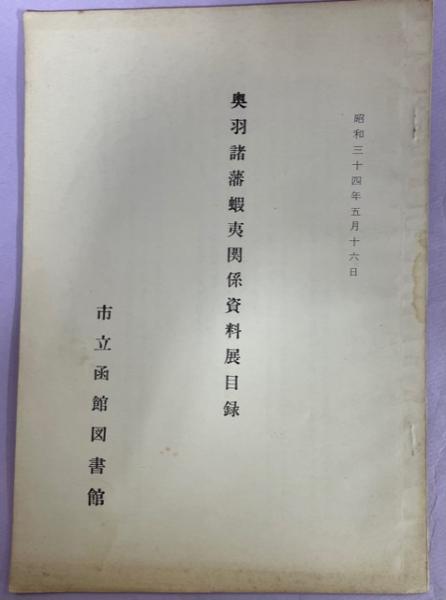 昭和三十四年五月十六日
奥羽諸藩蝦夷関係資料展目録
市立函館図書館